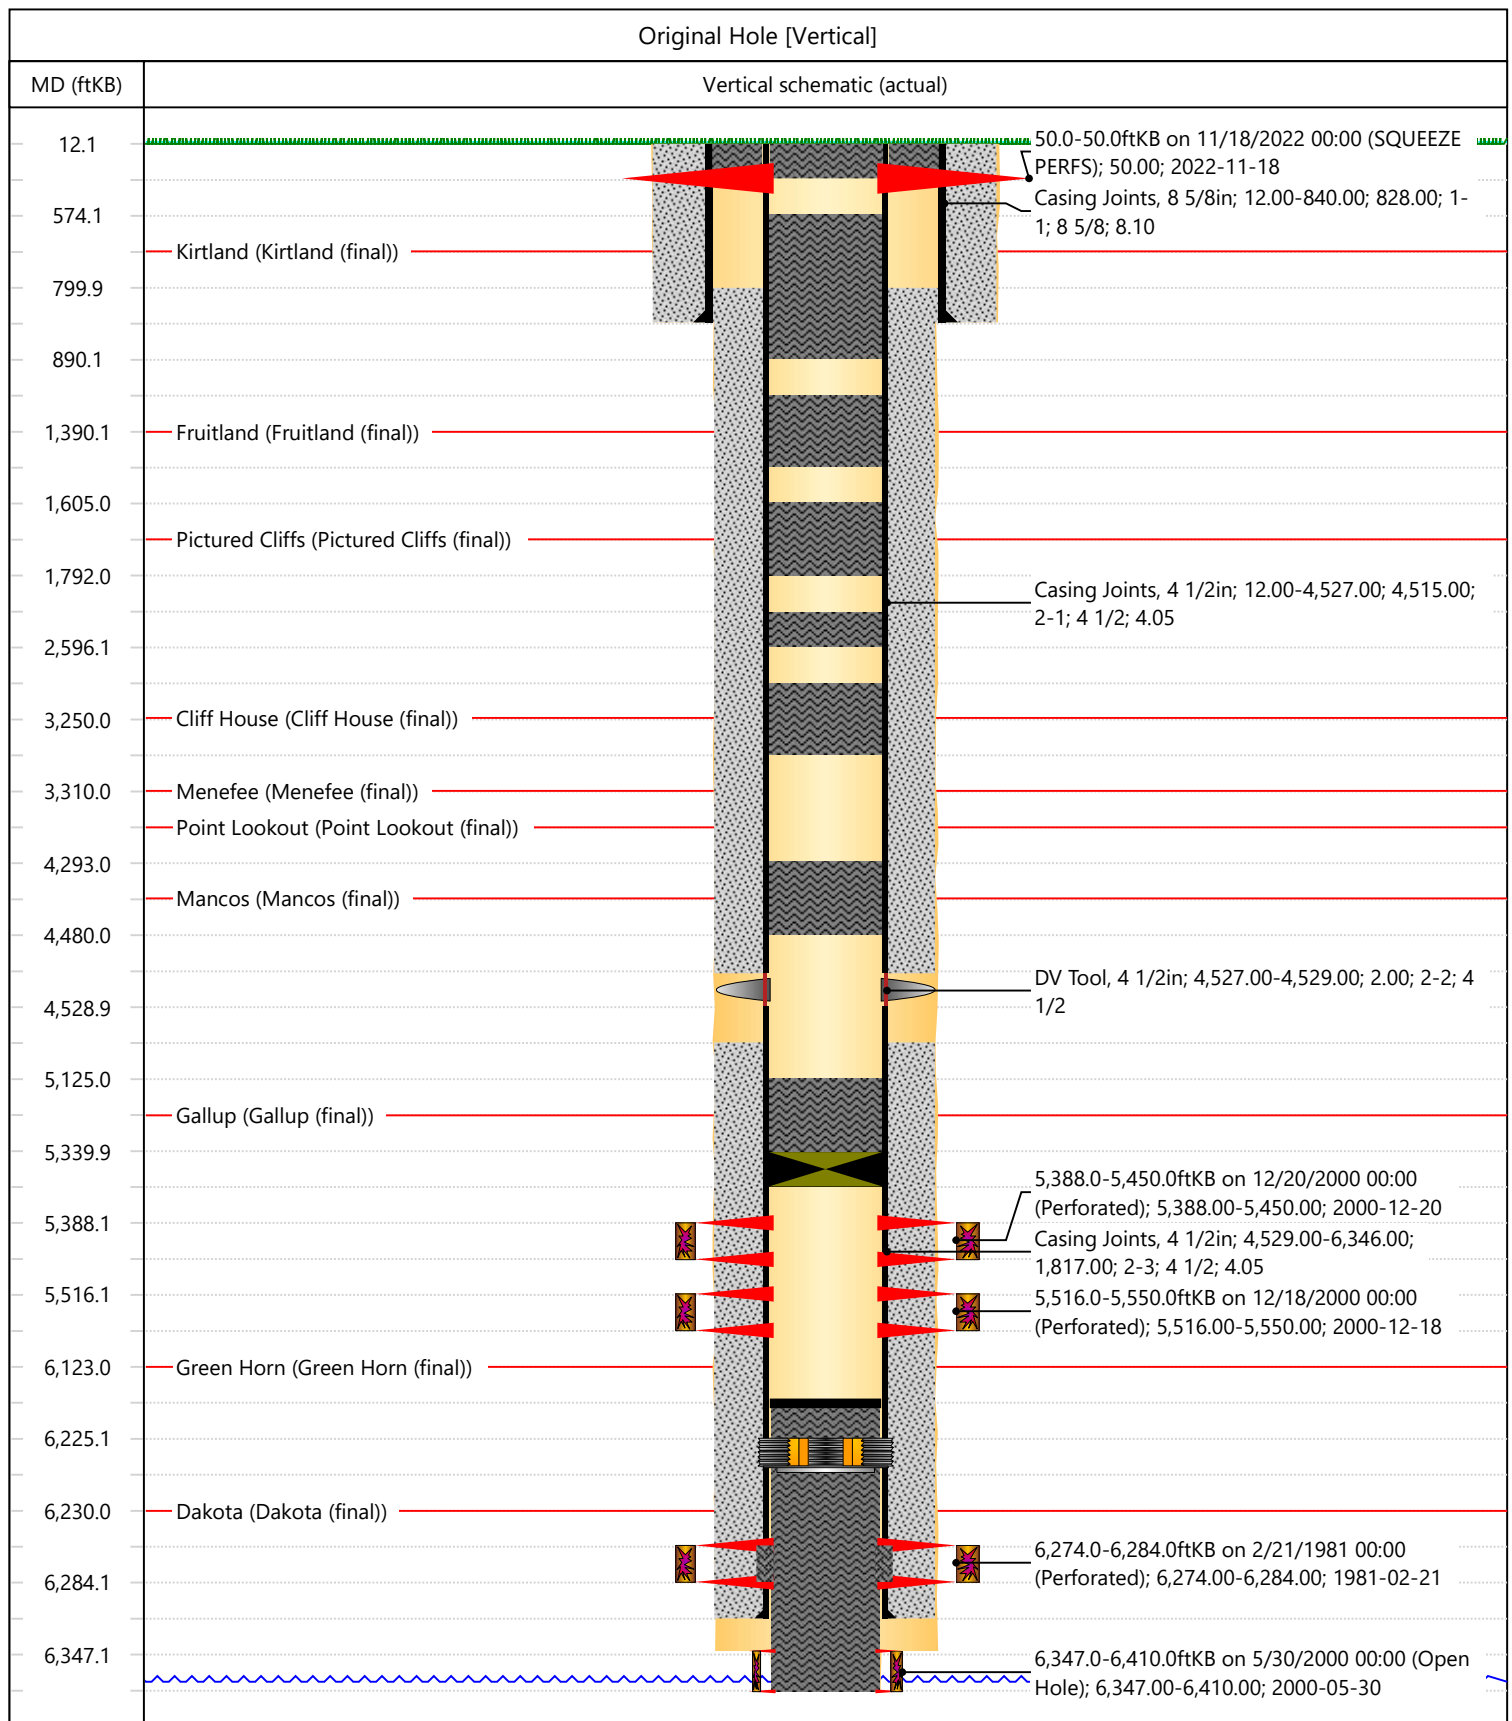 Original Hole [Vertical]
MD (ftKB)
Vertical schematic (actual)
12.1
50.0-50.0ftKB on 11/18/2022 00:00 (SQUEEZE
PERFS); 50.00; 2022-11-18
Casing Joints, 8 5/8in; 12.00-840.00; 828.00; 1-
1; 8 5/8; 8.10
574.1
Kirtland (Kirtland (final))
799.9
890.1
1,390.1
Fruitland (Fruitland (final))
1,605.0
Pictured Cliffs (Pictured Cliffs (final))
1,792.0
Casing Joints, 4 1/2in; 12.00-4,527.00; 4,515.00;
2-1; 4 1/2; 4.05
2,596.1
3,250.0
Cliff House (Cliff House (final))
3,310.0
Menefee (Menefee (final))
Point Lookout (Point Lookout (final))
4,293.0
Mancos (Mancos (final))
4,480.0
DV Tool, 4 1/2in; 4,527.00-4,529.00; 2.00; 2-2; 4
1/2
4,528.9
5,125.0
Gallup (Gallup (final))
5,339.9
5,388.0-5,450.0ftKB on 12/20/2000 00:00
(Perforated); 5,388.00-5,450.00; 2000-12-20
5,388.1
Casing Joints, 4 1/2in; 4,529.00-6,346.00;
1,817.00; 2-3; 4 1/2; 4.05
5,516.1
5,516.0-5,550.0ftKB on 12/18/2000 00:00
(Perforated); 5,516.00-5,550.00; 2000-12-18
6,123.0
Green Horn (Green Horn (final))
6,225.1
6,230.0
Dakota (Dakota (final))
6,274.0-6,284.0ftKB on 2/21/1981 00:00
(Perforated); 6,274.00-6,284.00; 1981-02-21
6,284.1
6,347.1
6,347.0-6,410.0ftKB on 5/30/2000 00:00 (Open
Hole); 6,347.00-6,410.00; 2000-05-30